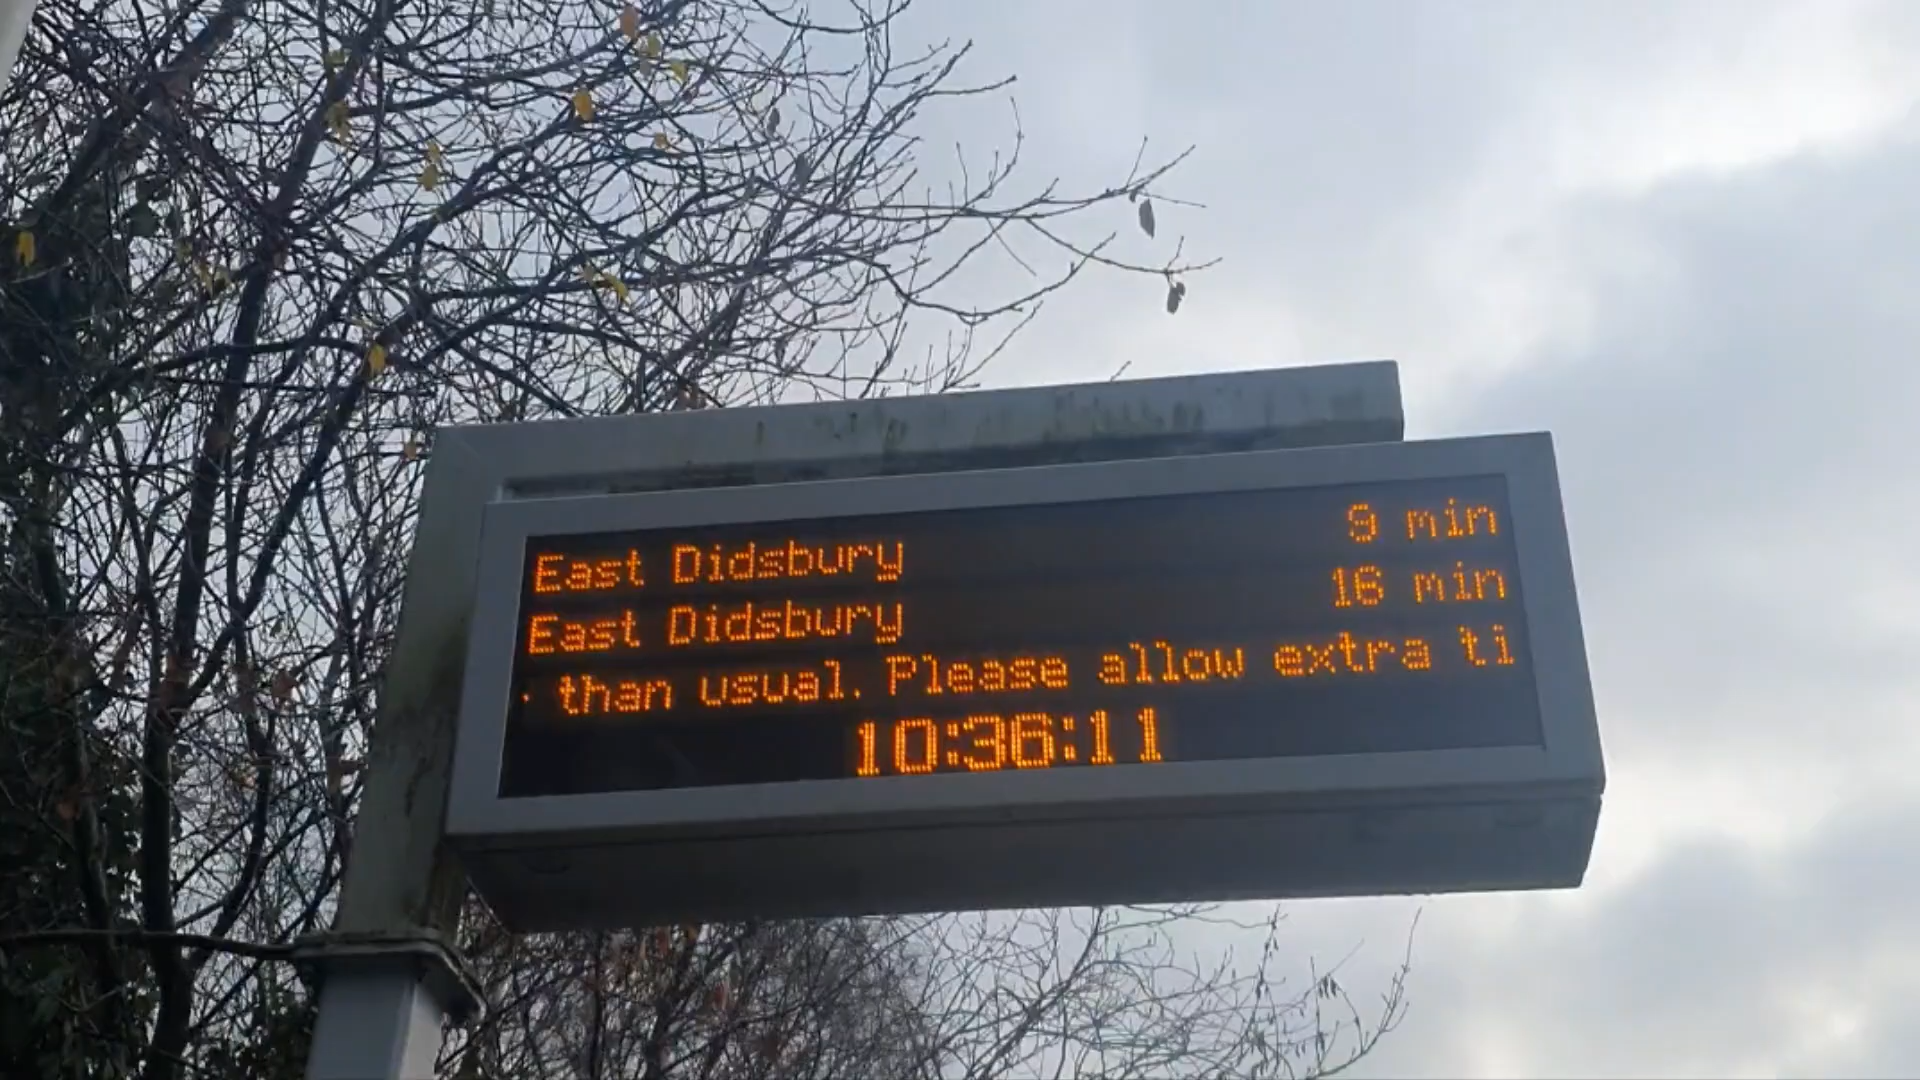 East Didsbury 9 min
East Didsbury 16 min
than usual. Please allow extra ti
10:36:11